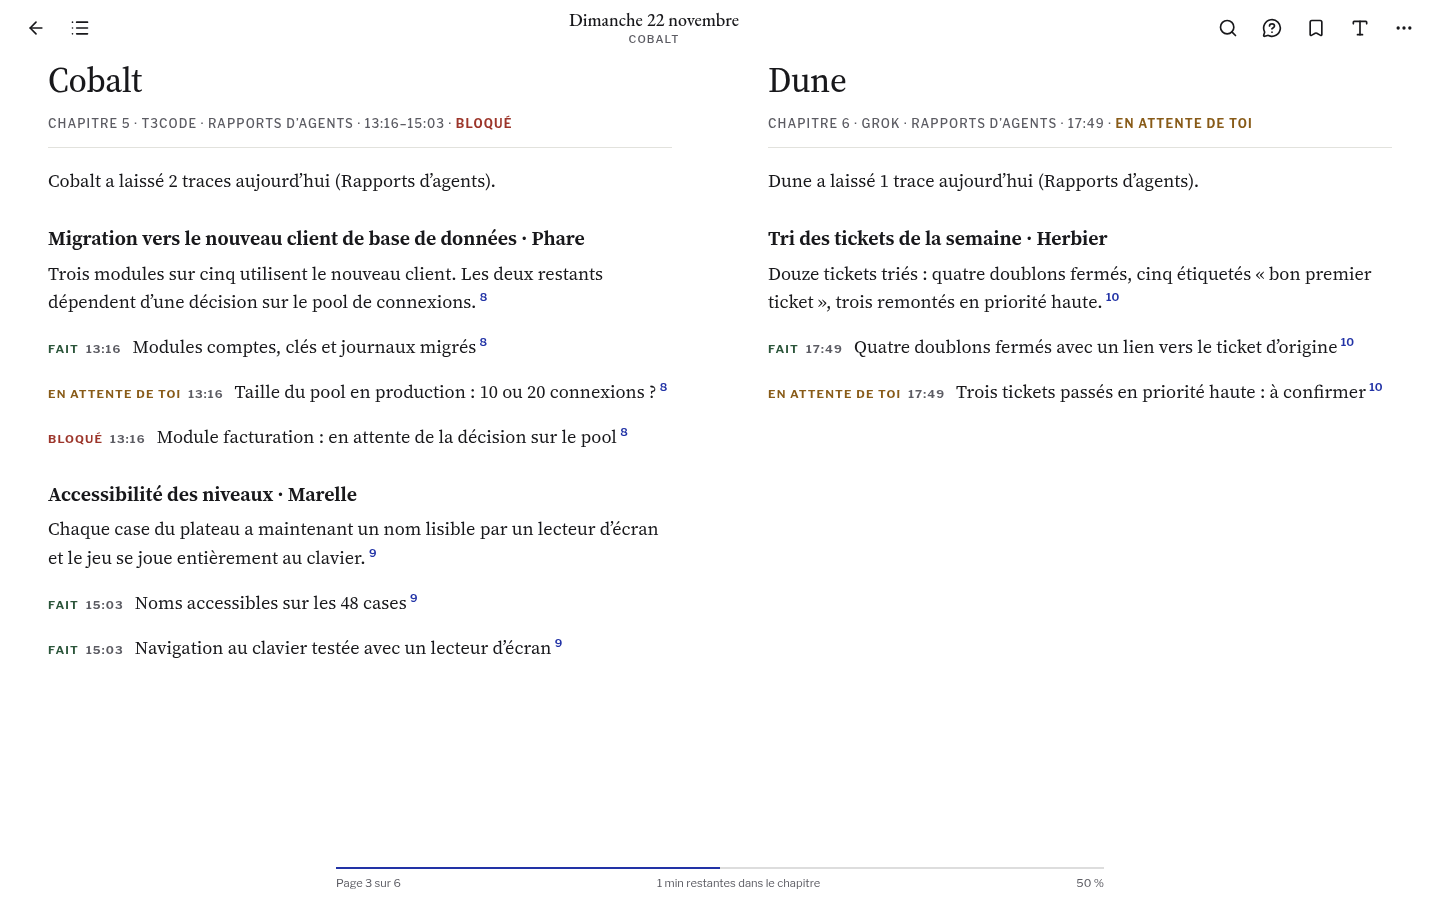 Dimanche 22 novembre
COBALT
Cobalt
CHAPITRE 5 · T3CODE · RAPPORTS D’AGENTS · 13:16–15:03 · BLOQUÉ
Cobalt a laissé 2 traces aujourd’hui (Rapports d’agents).
Migration vers le nouveau client de base de données · Phare
Trois modules sur cinq utilisent le nouveau client. Les deux restants
dépendent d’une décision sur le pool de connexions. 8
FAIT 13:16 Modules comptes, clés et journaux migrés 8
EN ATTENTE DE TOI 13:16 Taille du pool en production : 10 ou 20 connexions ? 8
BLOQUÉ 13:16 Module facturation : en attente de la décision sur le pool 8
Accessibilité des niveaux · Marelle
Chaque case du plateau a maintenant un nom lisible par un lecteur d’écran
et le jeu se joue entièrement au clavier. 9
FAIT 15:03 Noms accessibles sur les 48 cases 9
FAIT 15:03 Navigation au clavier testée avec un lecteur d’écran 9
Dune
CHAPITRE 6 · GROK · RAPPORTS D’AGENTS · 17:49 · EN ATTENTE DE TOI
Dune a laissé 1 trace aujourd’hui (Rapports d’agents).
Tri des tickets de la semaine · Herbier
Douze tickets triés : quatre doublons fermés, cinq étiquetés « bon premier
ticket », trois remontés en priorité haute. 10
FAIT 17:49 Quatre doublons fermés avec un lien vers le ticket d’origine 10
EN ATTENTE DE TOI 17:49 Trois tickets passés en priorité haute : à confirmer 10
Page 3 sur 6
1 min restantes dans le chapitre
50 %